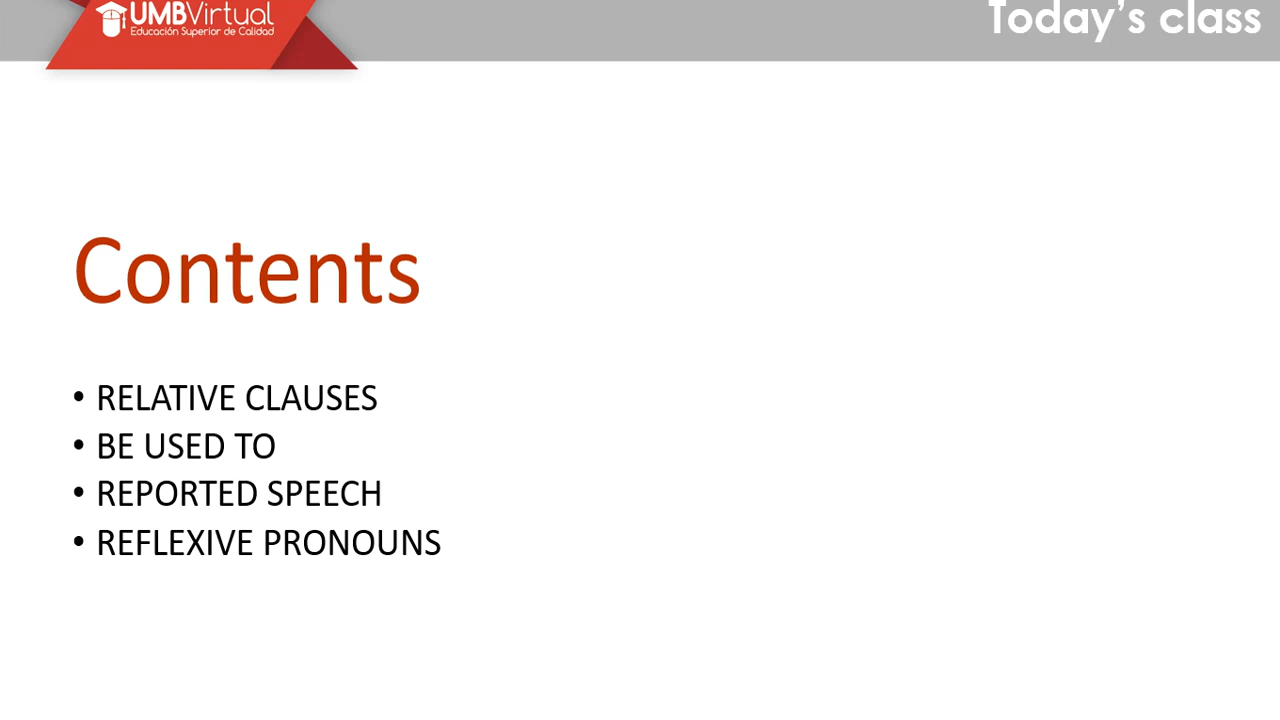 UMBVirtual
Educación Superior de Calidad
Today's class
Contents
• RELATIVE CLAUSES
• BE USED TO
• REPORTED SPEECH
• REFLEXIVE PRONOUNS